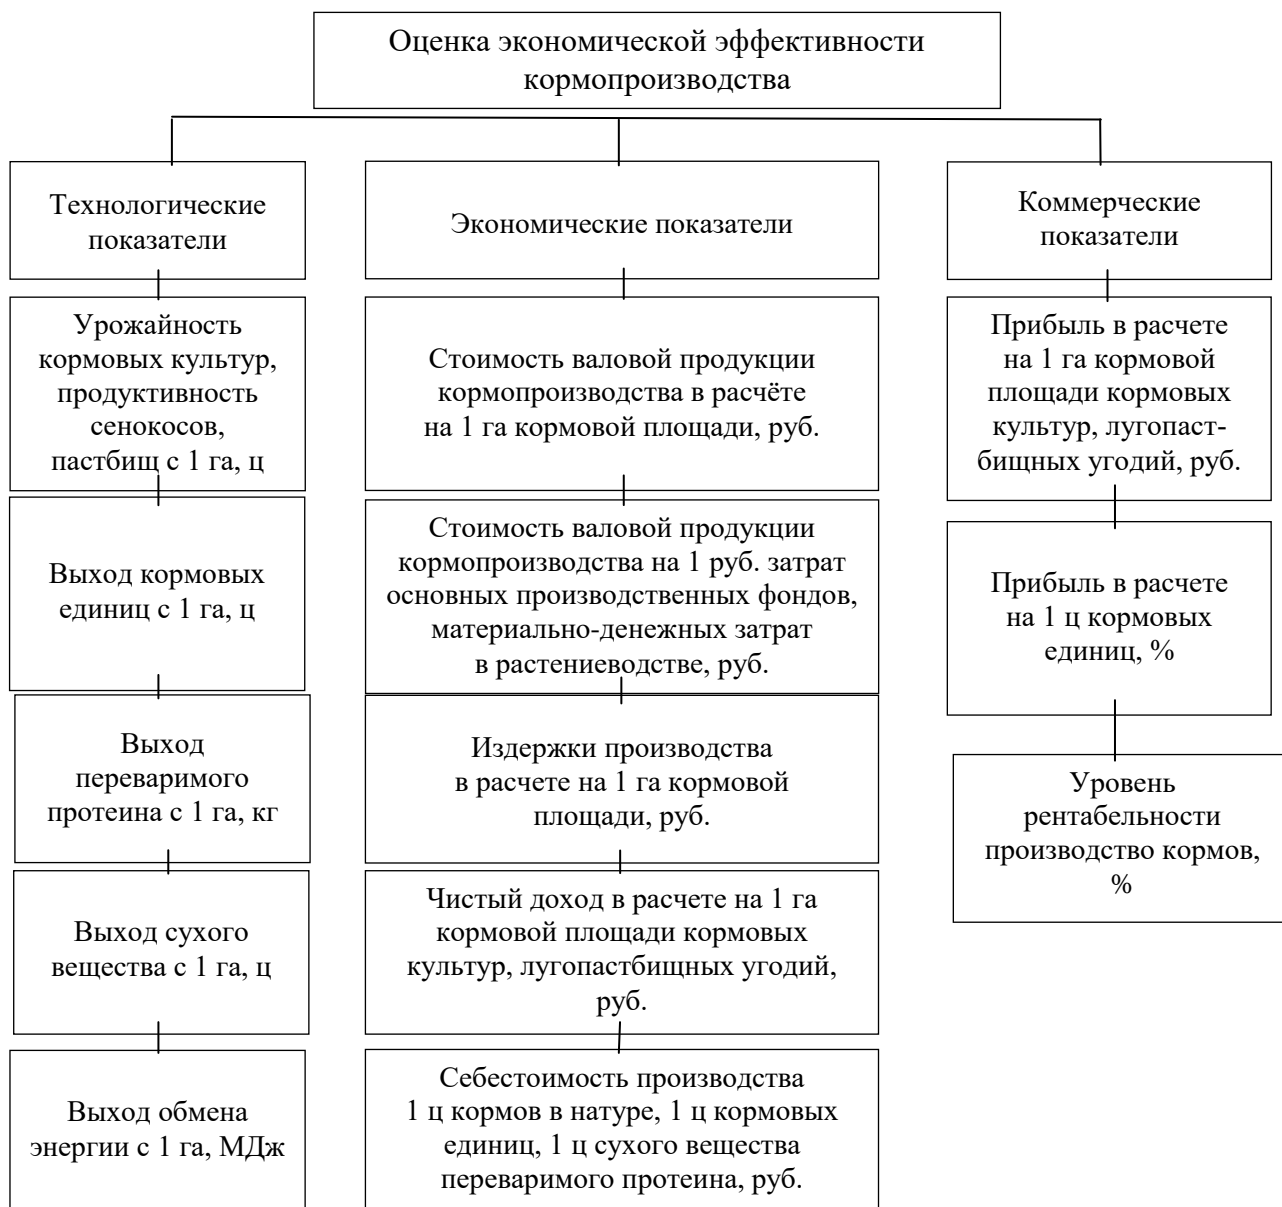 Оценка экономической эффективности
кормопроизводства
Технологические
показатели
Урожайность
кормовых культур,
продуктивность
сенокосов,
пастбищ с 1 га, ц
Выход кормовых
единиц с 1 га, ц
Выход
переваримого
протеина с 1 га, кг
Выход сухого
вещества с 1 га, ц
Выход обмена
энергии с 1 га, МДж
Экономические показатели
Стоимость валовой продукции
кормопроизводства в расчёте
на 1 га кормовой площади, руб.
Стоимость валовой продукции
кормопроизводства на 1 руб. затрат
основных производственных фондов,
материально-денежных затрат
в растениеводстве, руб.
Издержки производства
в расчете на 1 га кормовой
площади, руб.
Чистый доход в расчете на 1 га
кормовой площади кормовых
культур, лугопастбищных угодий,
руб.
Себестоимость производства
1 ц кормов в натуре, 1 ц кормовых
единиц, 1 ц сухого вещества
переваримого протеина, руб.
Коммерческие
показатели
Прибыль в расчете
на 1 га кормовой
площади кормовых
культур, лугопаст-
бищных угодий, руб.
Прибыль в расчете
на 1 ц кормовых
единиц, %
Уровень
рентабельности
производство кормов,
%